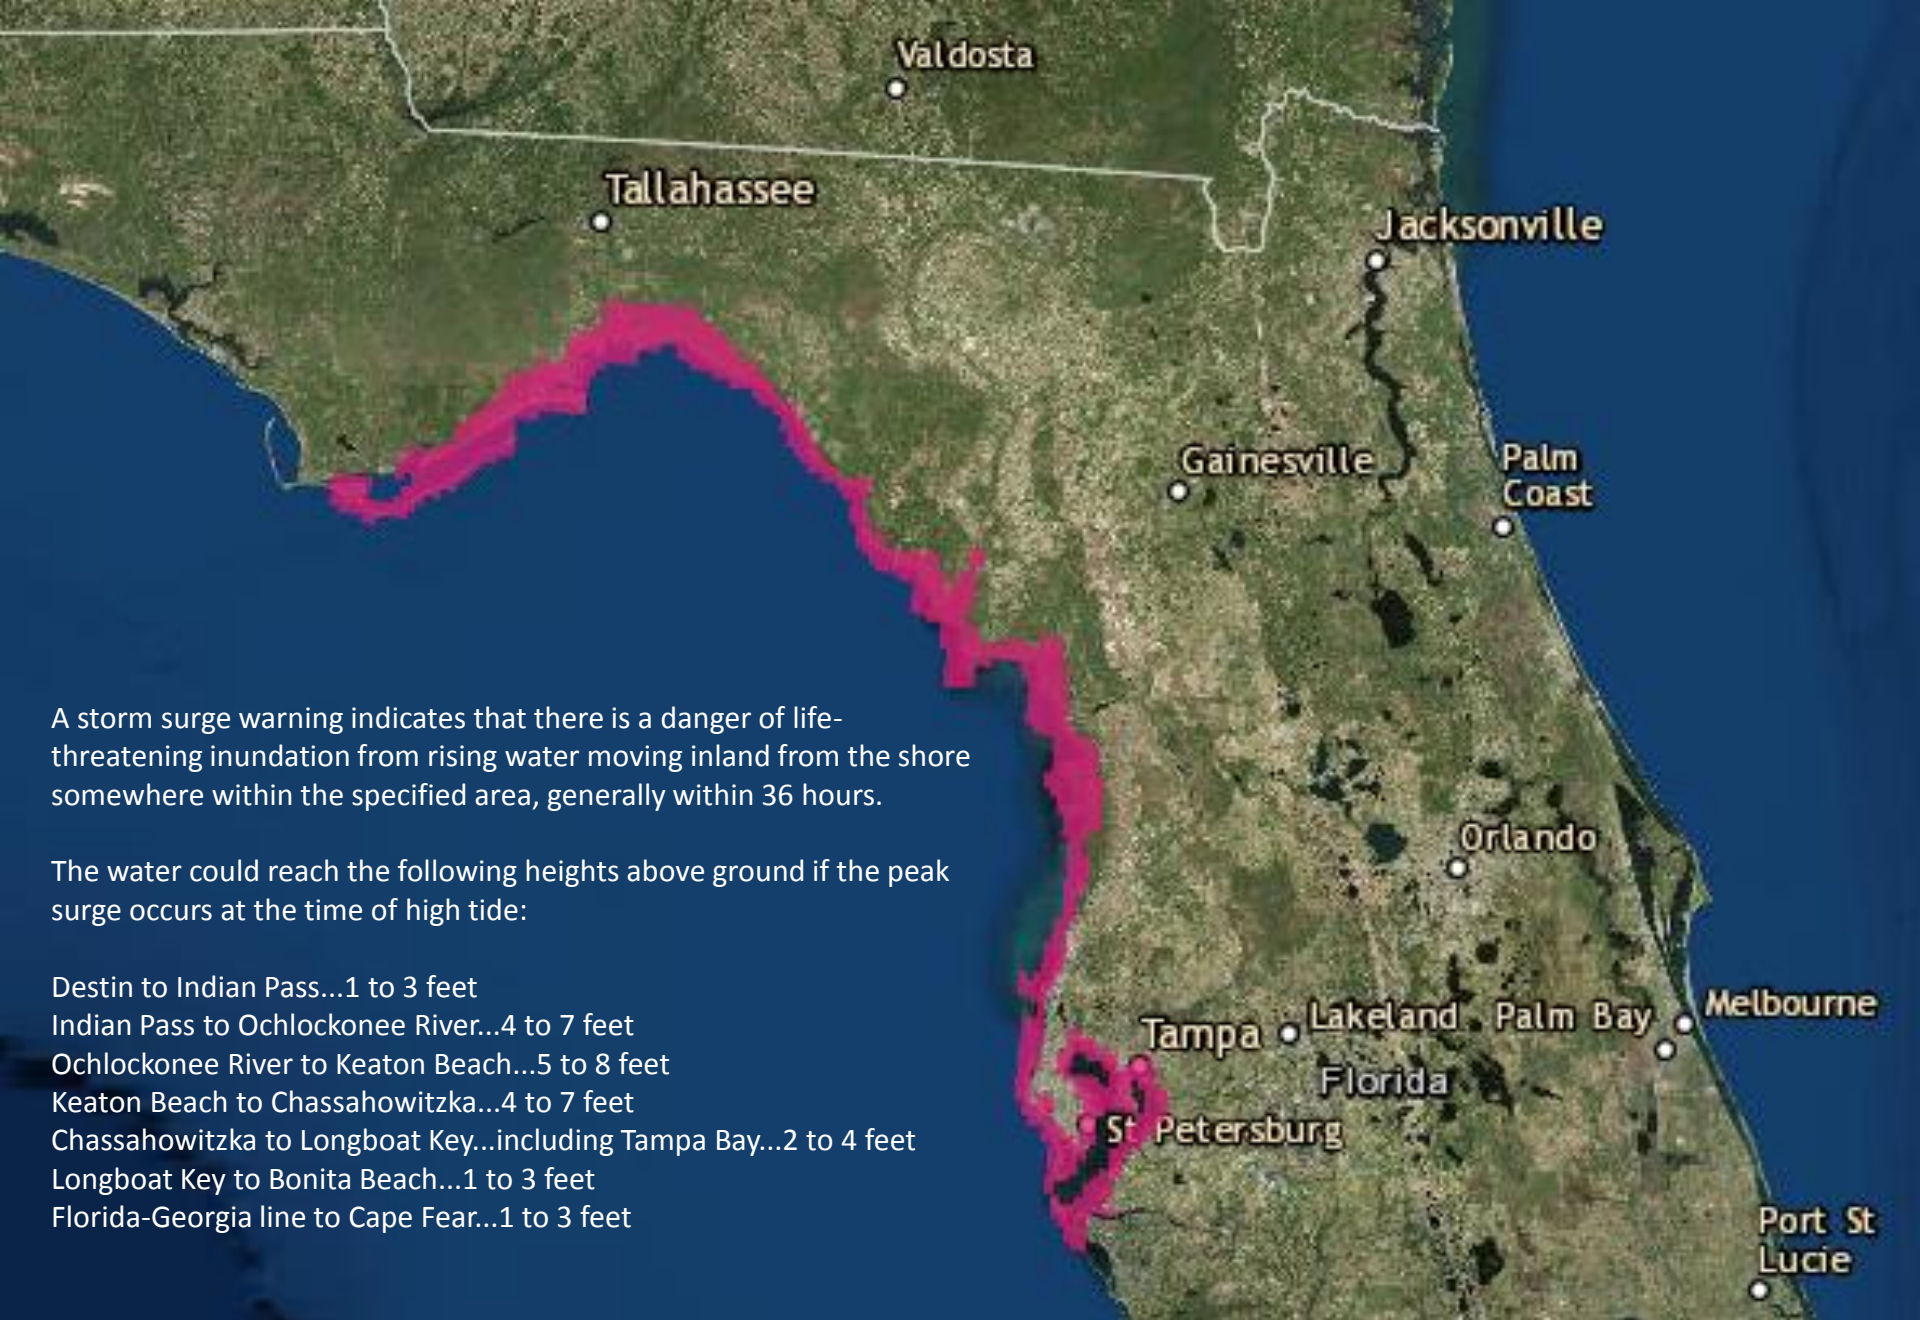 Valdosta
Tallahassee
Jacksonville
Gainesville
Palm
Coast
A storm surge warning indicates that there is a danger of life-
threatening inundation from rising water moving inland from the shore
somewhere within the specified area, generally within 36 hours.
The water could reach the following heights above ground if the peak
surge occurs at the time of high tide:
Destin to Indian Pass...1 to 3 feet
Indian Pass to Ochlockonee River...4 to 7 feet
Ochlockonee River to Keaton Beach...5 to 8 feet
Keaton Beach to Chassahowitzka...4 to 7 feet
Chassahowitzka to Longboat Key...including Tampa Bay...2 to 4 feet
Longboat Key to Bonita Beach...1 to 3 feet
Florida-Georgia line to Cape Fear...1 to 3 feet
Orlando
Tampa
Lakeland
Palm Bay
Melbourne
Florida
St Petersburg
Port St
Lucie